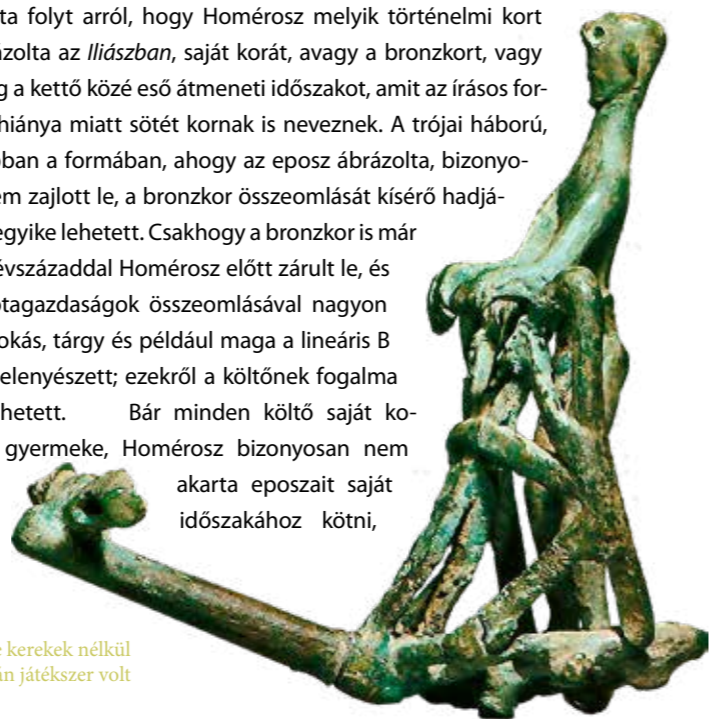 ta folyt arról, hogy Homérosz melyik történelmi kort
zolta az Iliászban, saját korát, avagy a bronzkort, vagy
g a kettő közé eső átmeneti időszakot, amit az írásos for-
hiánya miatt sötét kornak is neveznek. A trójai háború,
ban a formában, ahogy az eposz ábrázolta, bizonyo-
em zajlott le, a bronzkor összeomlását kísérő hadjá-
egyike lehetett. Csakhogy a bronzkor is már
évszázaddal Homérosz előtt zárult le, és
otagazdaságok összeomlásával nagyon
okás, tárgy és például maga a lineáris B
elenyészett; ezekről a költőnek fogalma
hetett. Bár minden költő saját ko-
gyermeke, Homérosz bizonyosan nem
akarta eposzait saját
időszakához kötni,
e kerekek nélkül
án játékszer volt